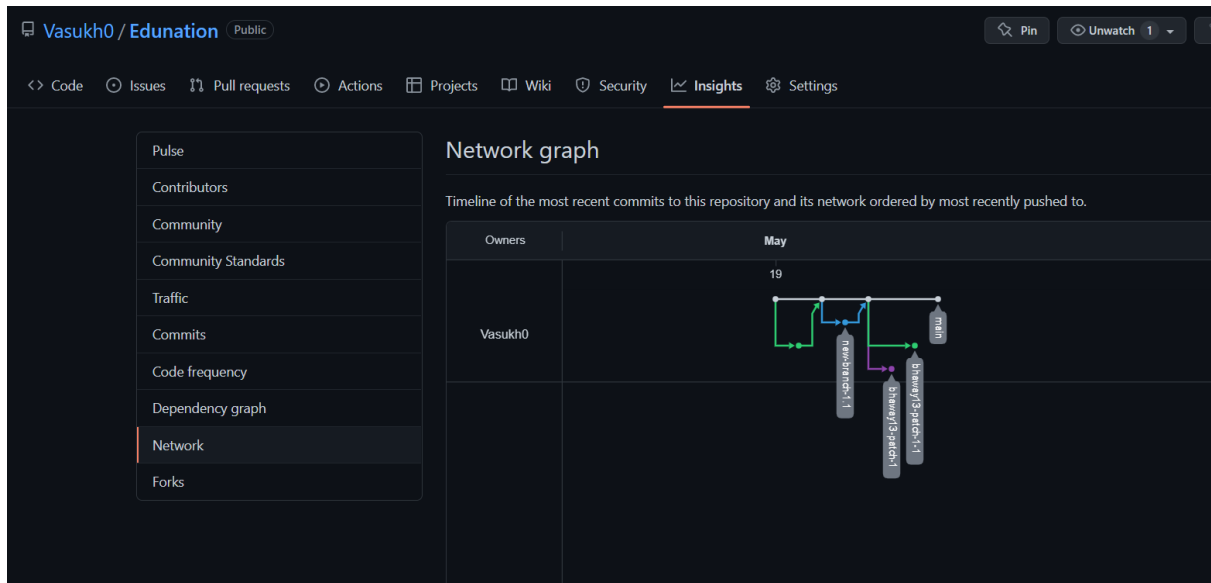 Vasukh0 / Edunation Public
Pin
Unwatch 1
Code Issues Pull requests Actions Projects Wiki Security Insights Settings
Pulse
Contributors
Community
Community Standards
Traffic
Commits
Code frequency
Dependency graph
Network
Forks
Network graph
Timeline of the most recent commits to this repository and its network ordered by most recently pushed to.
Owners
May
19
Vasukh0
main
new-branch-1.1
bhaway13-patch-1-1
bhaway13-patch-1